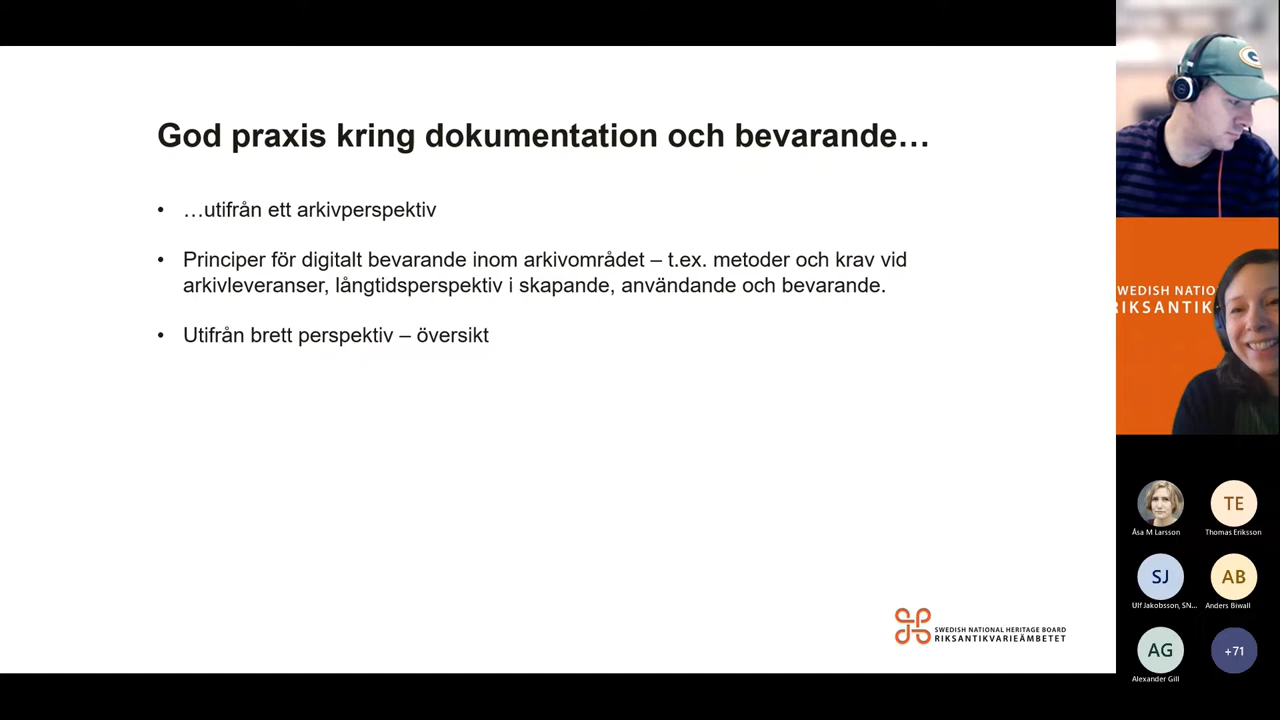 God praxis kring dokumentation och bevarande…
• …utifrån ett arkivperspektiv
• Principer för digitalt bevarande inom arkivområdet – t.ex. metoder och krav vid
arkivleveranser, långtidsperspektiv i skapande, användande och bevarande.
• Utifrån brett perspektiv – översikt
SWEDISH NATIONAL HERITAGE BOARD
RIKSANTIKVARIEÄMBETET
G
WEDISH NATIO
RIKSANTIK
Åsa M Larsson
TE
Thomas Eriksson
SJ
Ulf Jakobsson, SN...
AB
Anders Biwall
AG
Alexander Gill
+71